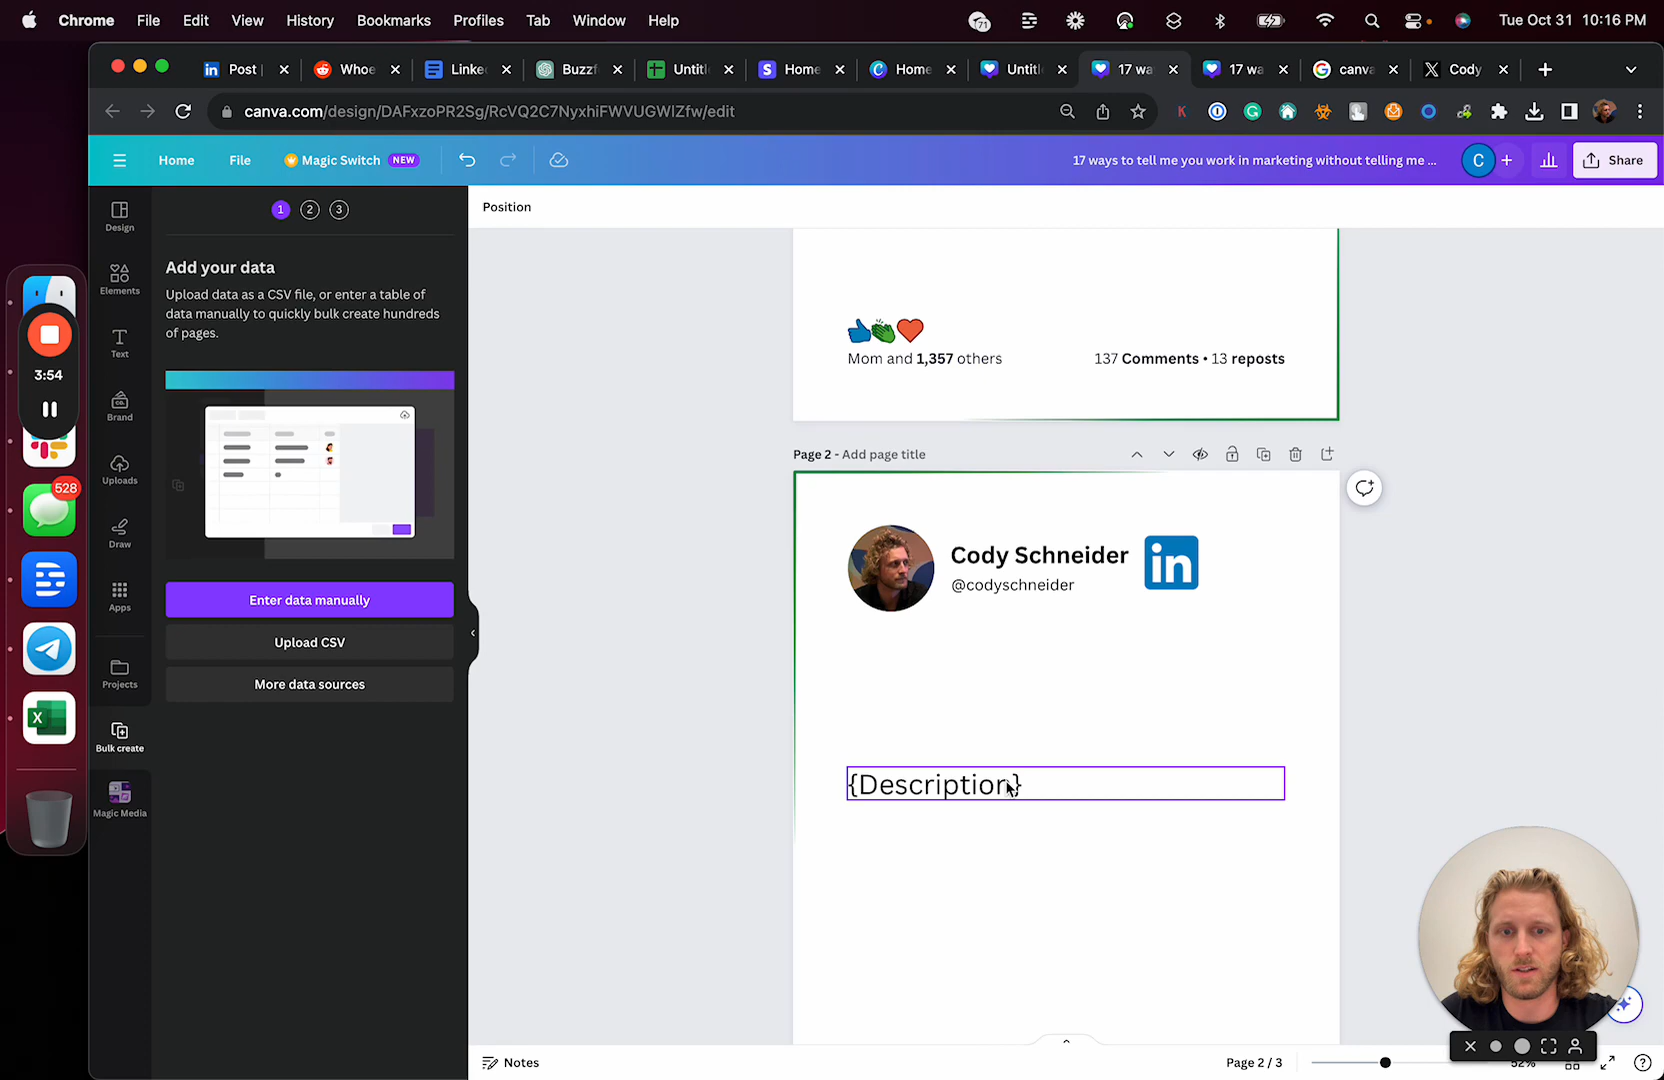 Chrome File Edit View History Bookmarks Profiles Tab Window Help
71
Tue Oct 31 10:16 PM
in Post
Whoe
Linke
Buzzf
Untitl
S Home
C Home
Untitl
17 wa
17 wa
G canva
X Cody
canva.com/design/DAFxzoPR2Sg/RcVQ2C7NyxhiFWVUGWIZfw/edit
K
Home
File
Magic Switch NEW
17 ways to tell me you work in marketing without telling me ...
C
Share
Design
Elements
Text
Brand
Uploads
Draw
Apps
Projects
Bulk create
Magic Media
3:54
528
X
1 2 3
Add your data
Upload data as a CSV file, or enter a table of
data manually to quickly bulk create hundreds
of pages.
Enter data manually
Upload CSV
More data sources
Position
Mom and 1,357 others
137 Comments • 13 reposts
Page 2 - Add page title
Cody Schneider
@codyschneider
in
{Description}
Notes
Page 2 / 3
52%